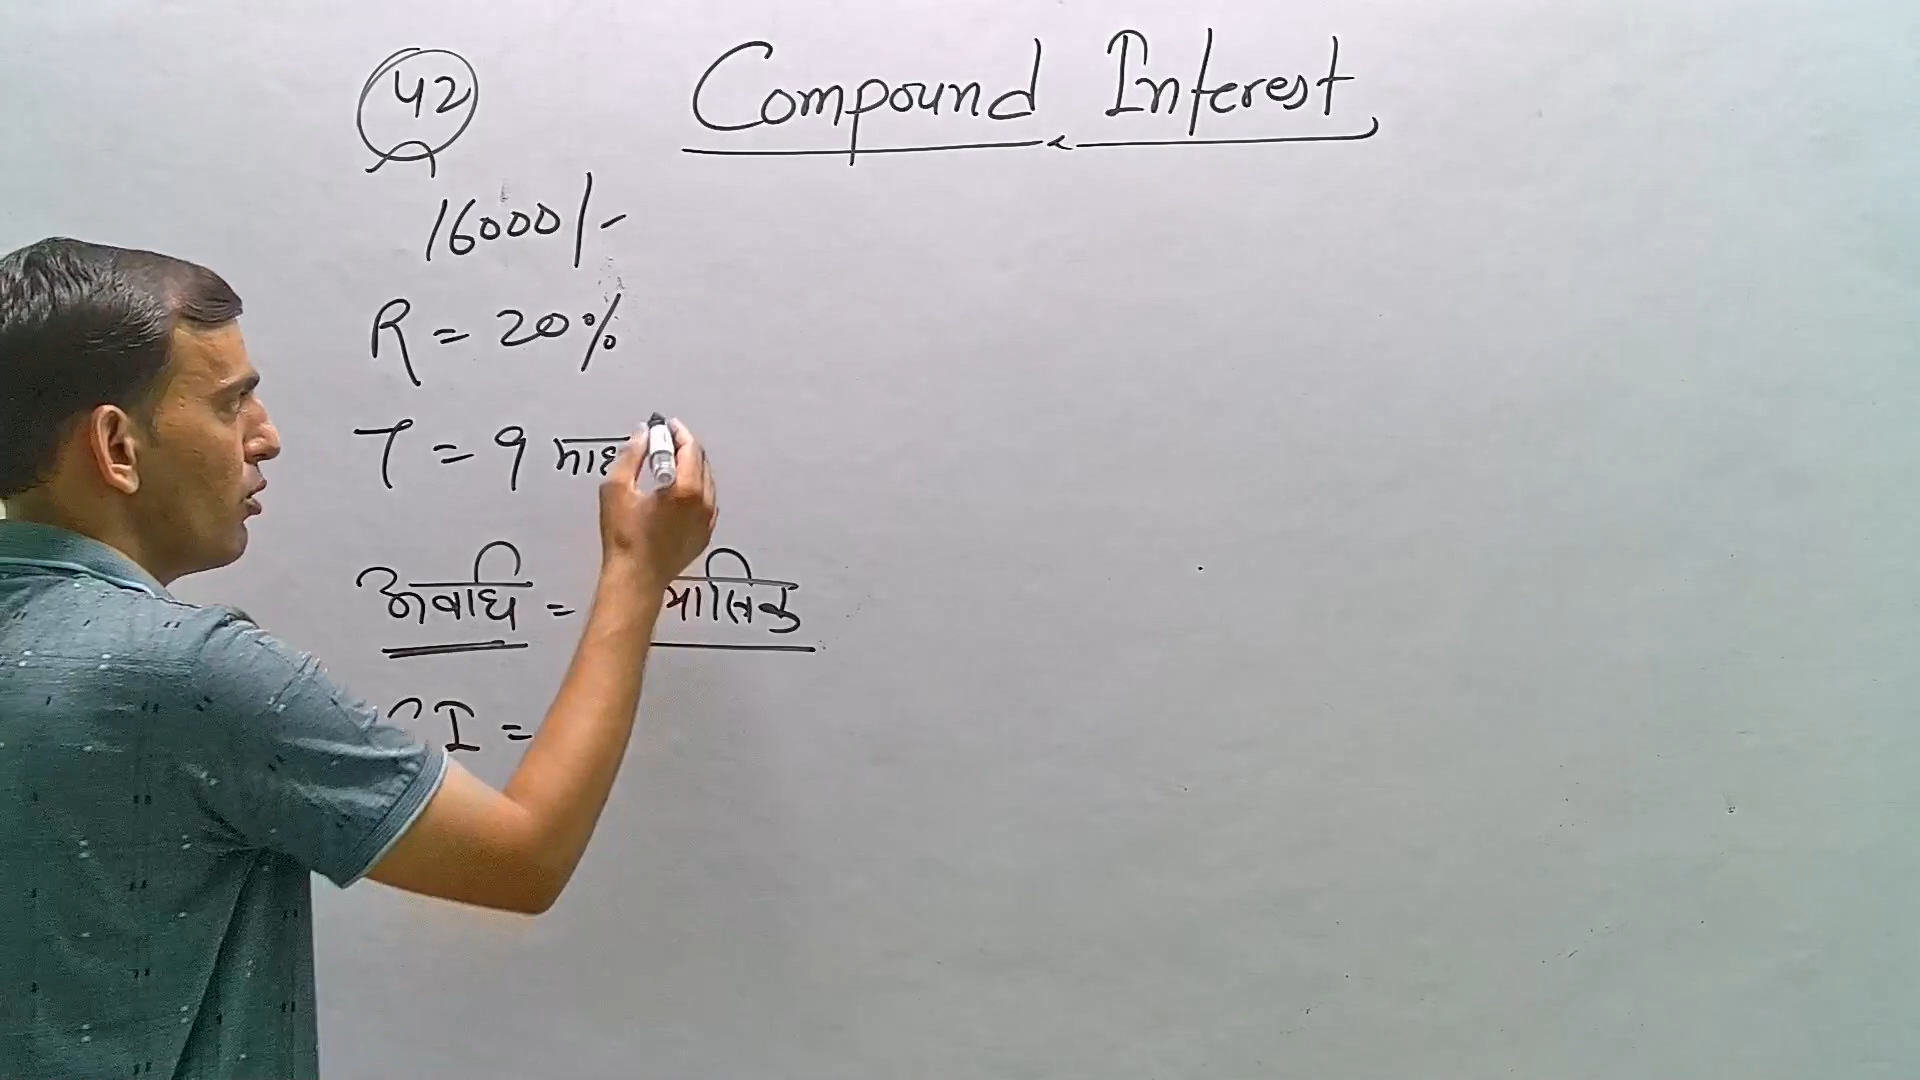 42
Compound Interest
16000/-
R = 20%
T = 9
अवधि = मासिक
I =